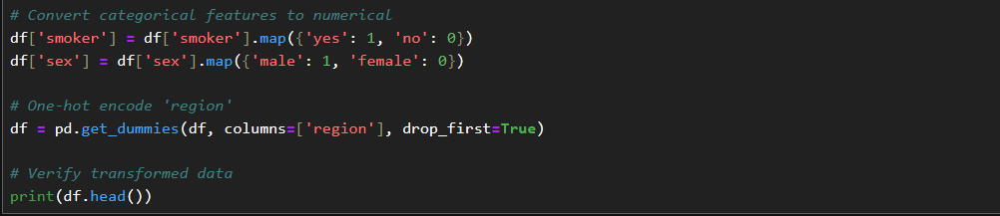 # Convert categorical features to numerical
df['smoker'] = df['smoker'].map({'yes': 1, 'no': 0})
df['sex'] = df['sex'].map({'male': 1, 'female': 0})
# One-hot encode 'region'
df = pd.get_dummies(df, columns=['region'], drop_first=True)
# Verify transformed data
print(df.head())